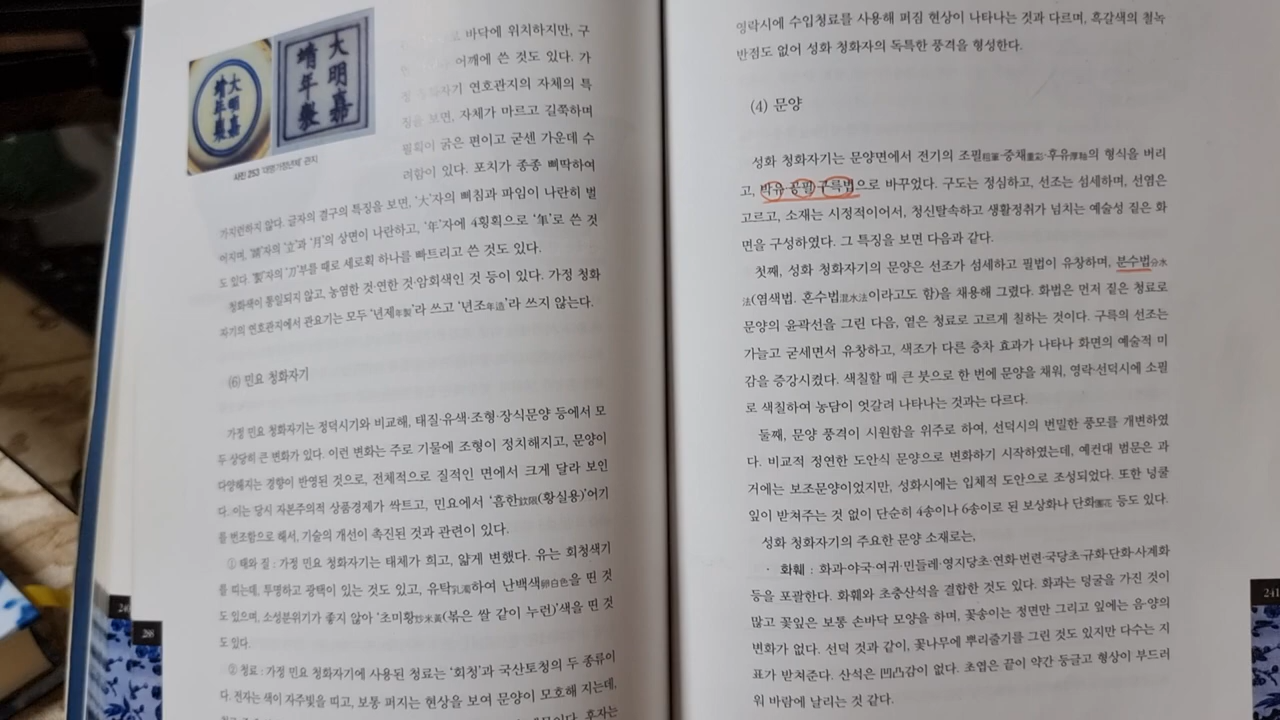 大明嘉
靖年製
大明嘉
靖年製
사진 253 '대명가정년제' 관지
바닥에 위치하지만, 구
어깨에 쓴 것도 있다. 가
연호관지의 자체의 특
징을 보면, 자체가 마르고 길쭉하며
필획이 굵은 편이고 굳센 가운데 수
려함이 있다. 포치가 종종 삐딱하여
가지런하지 않다. 글자의 결구의 특징을 보면, '大'자의 삐침과 파임이 나란히 벌
어지며, '靖'자의 '立'과 '月'의 상면이 나란하고, '年'자에 4획획으로 '䄵'로 쓴 것
도 있다. '製'자의 '刀'부를 때로 세로획 하나를 빠트리고 쓴 것도 있다.
청화색이 통일되지 않고, 농염한 것·연한 것·암회색인 것 등이 있다. 가정 청화
자기의 연호관지에서 관요기는 모두 '년제年製'라 쓰고 '년조年造'라 쓰지 않는다.
(6) 민요 청화자기
가정 민요 청화자기는 정덕시기와 비교해, 태질·유색·조형·장식문양 등에서 모
두 상당히 큰 변화가 있다. 이런 변화는 주로 기물에 조형이 정치해지고, 문양이
다양해지는 경향이 반영된 것으로, 전체적으로 질적인 면에서 크게 달라 보인
다. 이는 당시 자본주의적 상품경제가 싹트고, 민요에서 '흠한欽限(황실용)'어기
를 번조함으로 해서, 기술의 개선이 촉진된 것과 관련이 있다.
① 태와 질 : 가정 민요 청화자기는 태체가 희고, 얇게 변했다. 유는 회청색기
를 띠는데, 투명하고 광택이 있는 것도 있고, 유탁乳濁하여 난백색卵白色을 띤 것
도 있으며, 소성분위기가 좋지 않아 '초미황炒米黃(볶은 쌀 같이 누런)'색을 띤 것
도 있다.
② 청료 : 가정 민요 청화자기에 사용된 청료는 '회청'과 국산토청의 두 종류이
다. 전자는 색이 자주빛을 띠고, 보통 퍼지는 현상을 보여 문양이 모호해 지는데,
후자는
268
영락시에 수입청료를 사용해 퍼짐 현상이 나타나는 것과 다르며, 흑갈색의 철녹
반점도 없어 성화 청화자의 독특한 풍격을 형성한다.
(4) 문양
성화 청화자기는 문양면에서 전기의 조필粗筆·중채重彩·후유厚釉의 형식을 버리
고, 박유 공필 구륵법으로 바꾸었다. 구도는 정심하고, 선조는 섬세하며, 선염은
고르고, 소재는 시정적이어서, 청신탈속하고 생활정취가 넘치는 예술성 짙은 화
면을 구성하였다. 그 특징을 보면 다음과 같다.
첫째, 성화 청화자기의 문양은 선조가 섬세하고 필법이 유창하며, 분수법分水
法(염색법, 혼수법混水法이라고도 함)을 채용해 그렸다. 화법은 먼저 짙은 청료로
문양의 윤곽선을 그린 다음, 옅은 청료로 고르게 칠하는 것이다. 구륵의 선조는
가늘고 굳세면서 유창하고, 색조가 다른 층차 효과가 나타나 화면의 예술적 미
감을 증강시켰다. 색칠할 때 큰 붓으로 한 번에 문양을 채워, 영락·선덕시에 소필
로 색칠하여 농담이 엇갈려 나타나는 것과는 다르다.
둘째, 문양 풍격이 시원함을 위주로 하여, 선덕시의 번밀한 풍모를 개변하였
다. 비교적 정연한 도안식 문양으로 변화하기 시작하였는데, 예컨대 범문은 과
거에는 보조문양이었지만, 성화시에는 입체적 도안으로 조성되었다. 또한 넝쿨
잎이 받쳐주는 것 없이 단순히 4송이나 6송이로 된 보상화나 단화團花 등도 있다.
성화 청화자기의 주요한 문양 소재로는,
· 화훼 : 화과·야국·여귀·민들레·영지당초·연화·번련·국당초·규화·단화·사계화
등을 포괄한다. 화훼와 초충산석을 결합한 것도 있다. 화과는 덩굴을 가진 것이
많고 꽃잎은 보통 손바닥 모양을 하며, 꽃송이는 정면만 그리고 잎에는 음·양의
변화가 없다. 선덕 것과 같이, 꽃나무에 뿌리줄기를 그린 것도 있지만 다수는 지
표가 받쳐준다. 산석은 凹凸감이 없다. 초엽은 끝이 약간 둥글고 형상이 부드러
워 바람에 날리는 것 같다.
241